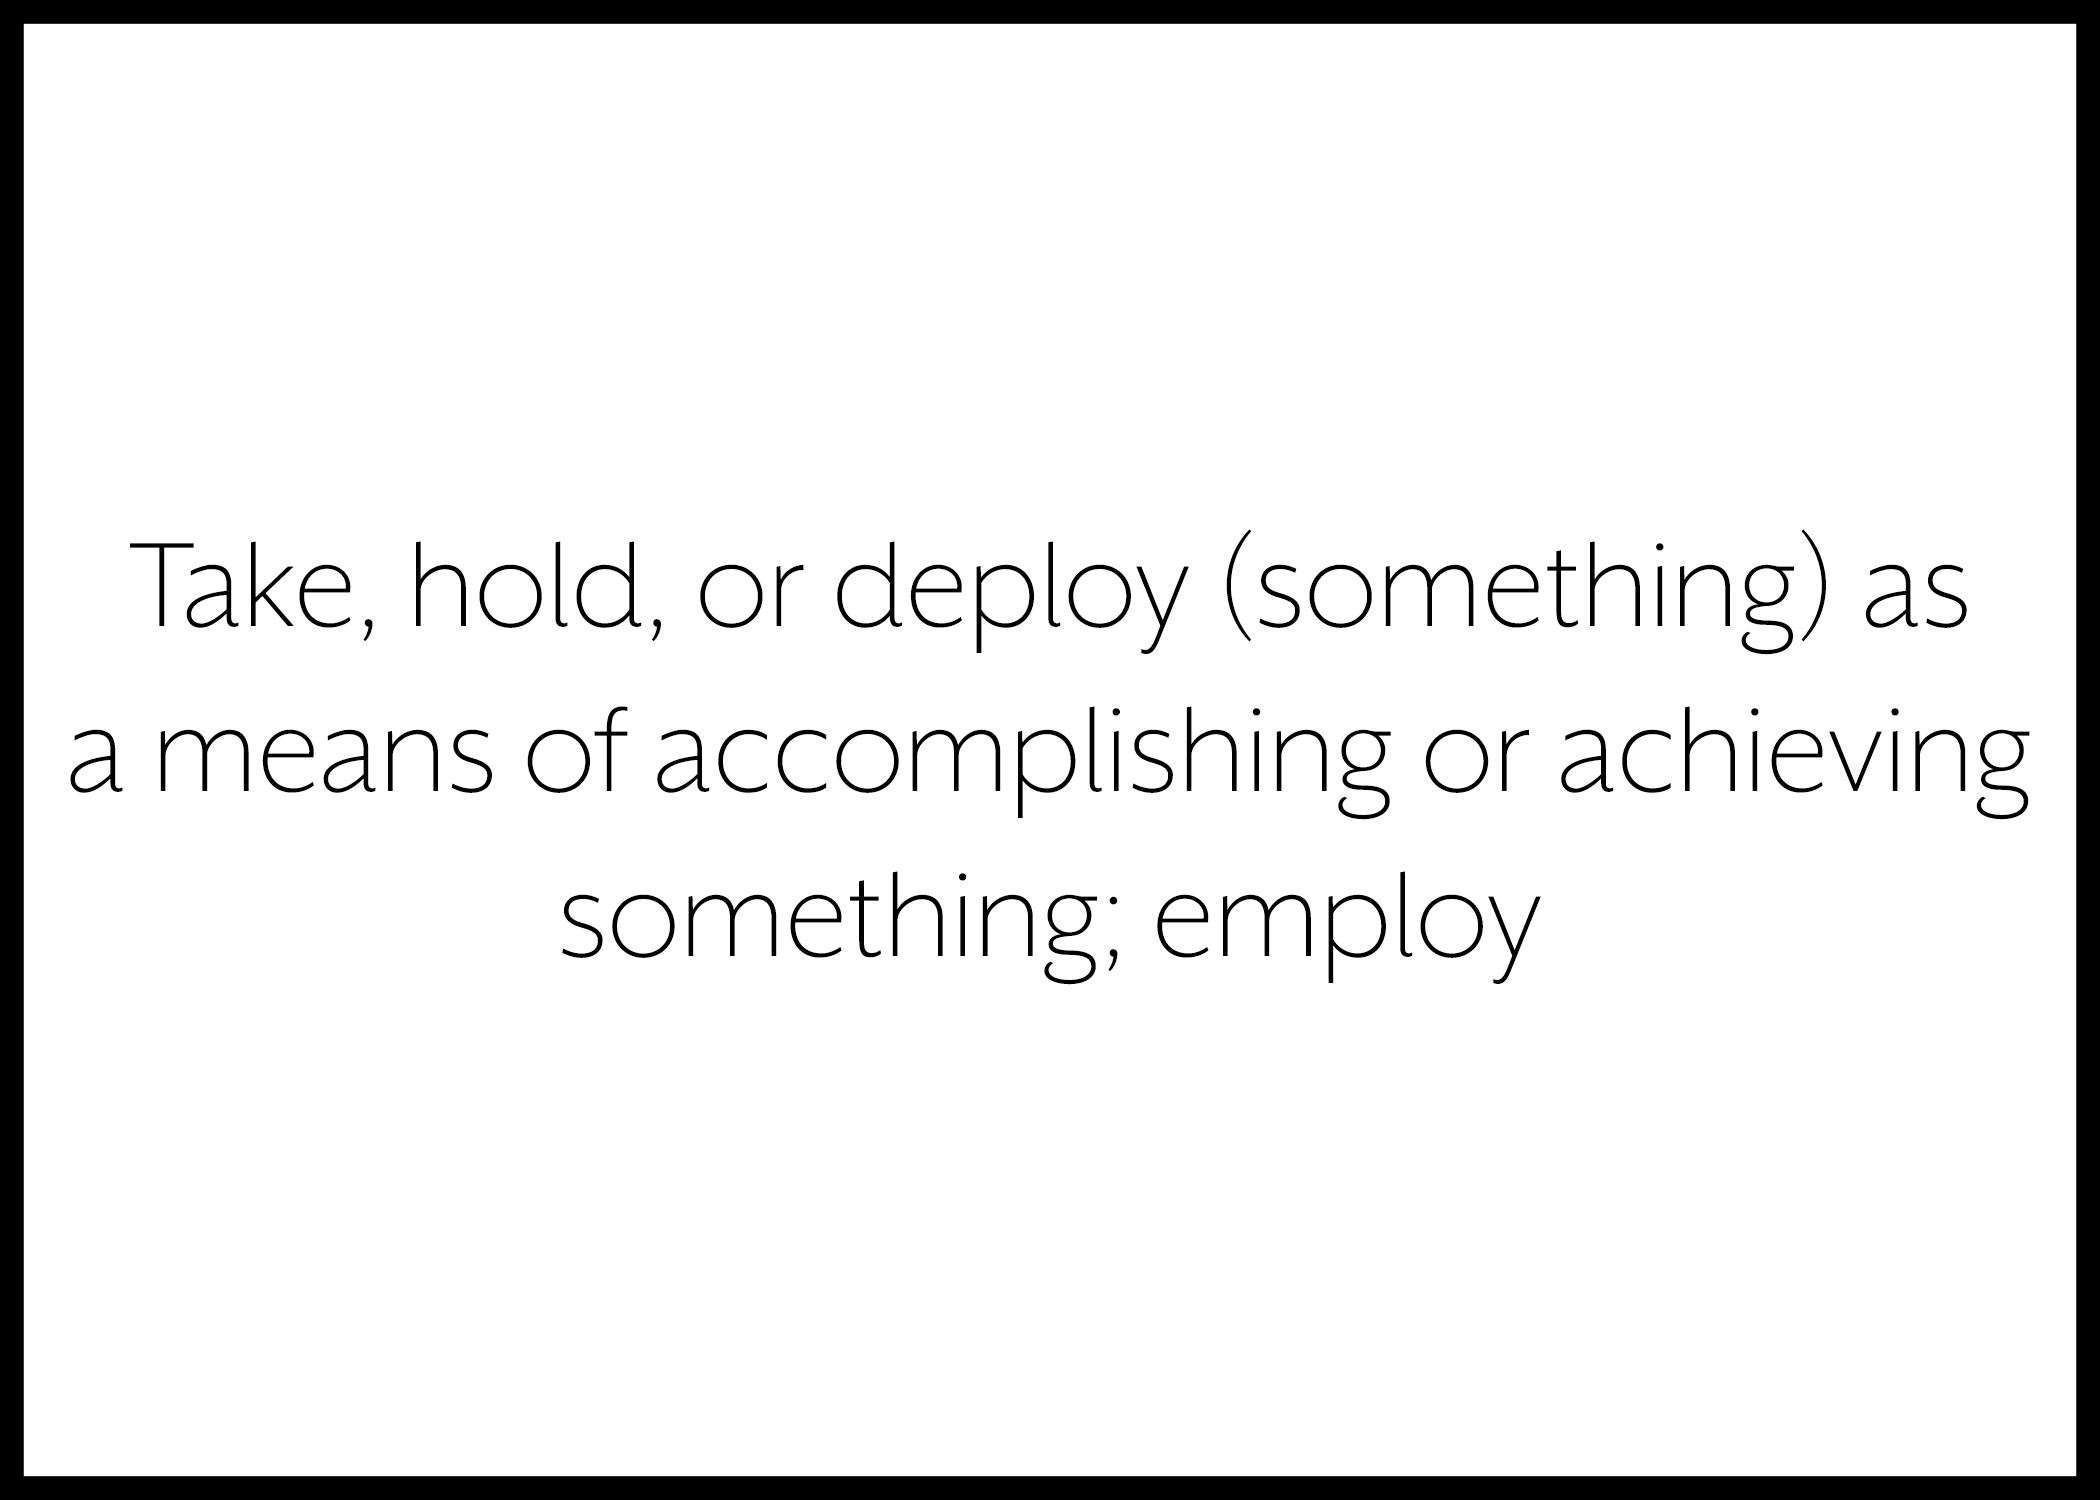 Take, hold, or deploy (something) as
a means of accomplishing or achieving
something; employ